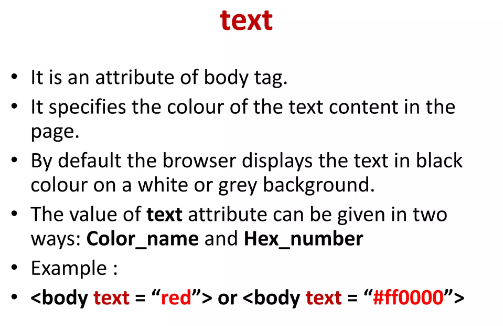 text
• It is an attribute of body tag.
• It specifies the colour of the text content in the
page.
• By default the browser displays the text in black
colour on a white or grey background.
• The value of text attribute can be given in two
ways: Color_name and Hex_number
• Example :
• <body text = “red”> or <body text = “#ff0000”>